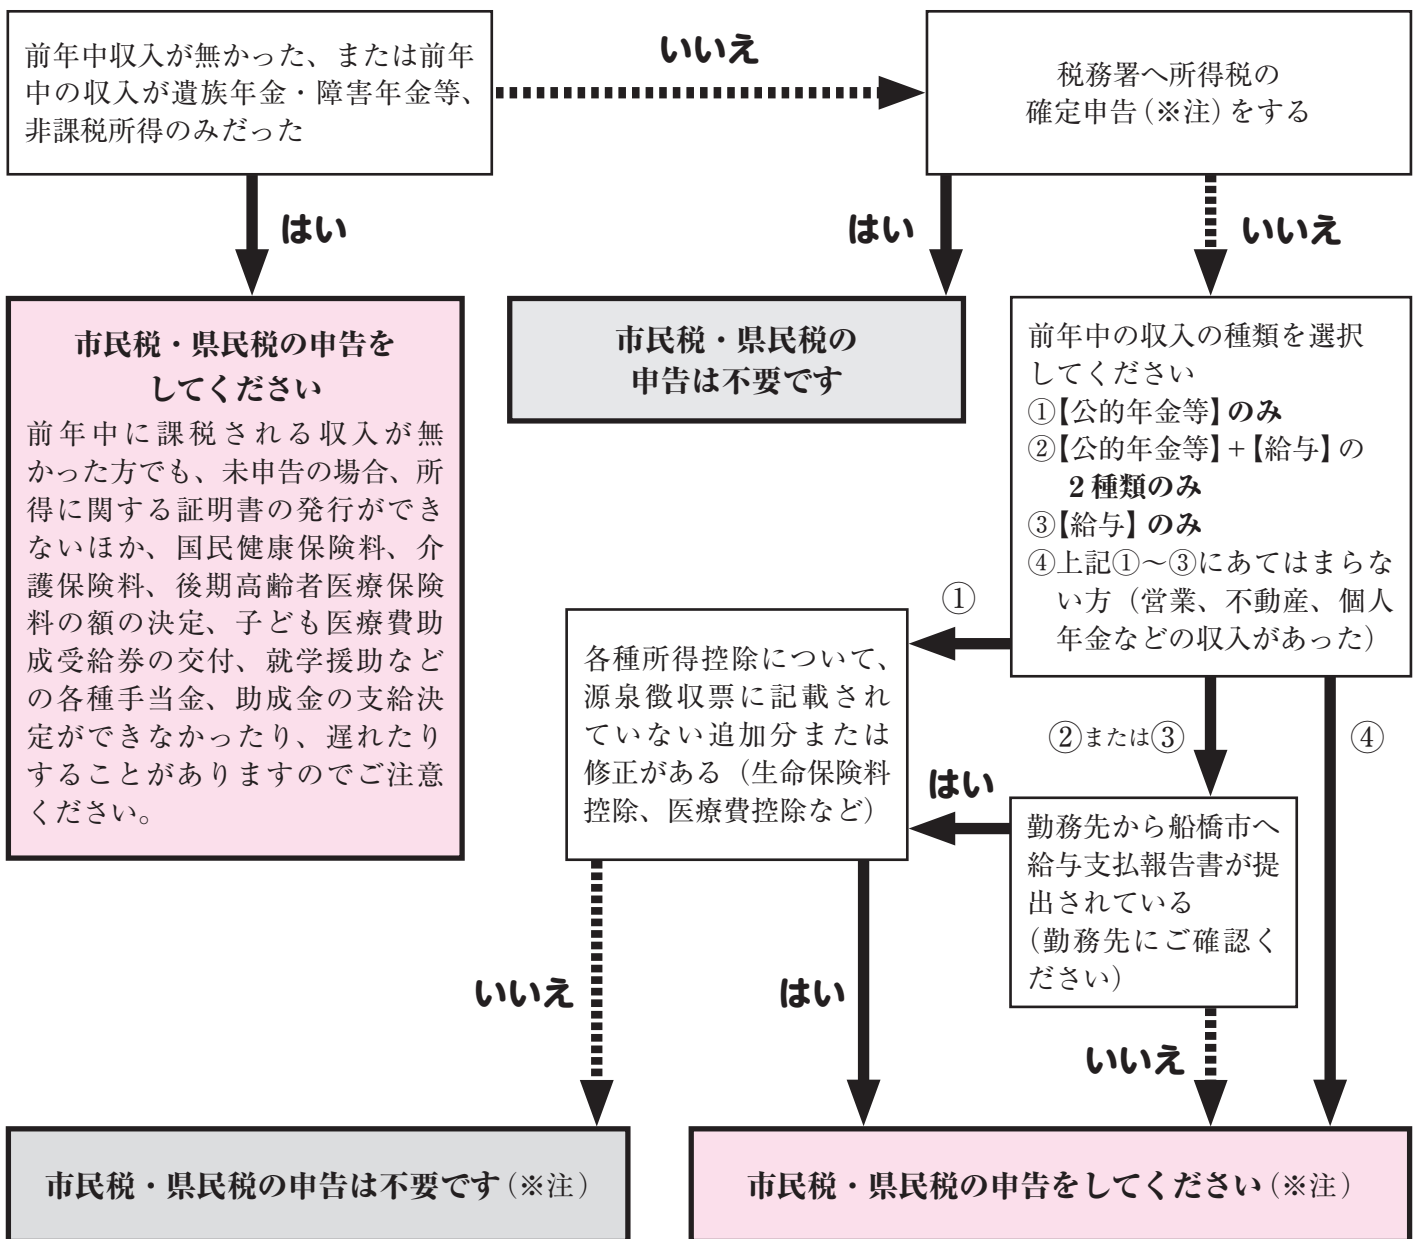 前年中収入が無かった、または前年
中の収入が遺族年金・障害年金等、
非課税所得のみだった
いいえ
税務署へ所得税の
確定申告（※注）をする
はい
はい
いいえ
市民税・県民税の申告を
してください
前年中に課税される収入が無
かった方でも、未申告の場合、所
得に関する証明書の発行ができ
ないほか、国民健康保険料、介
護保険料、後期高齢者医療保険
料の額の決定、子ども医療費助
成受給券の交付、就学援助など
の各種手当金、助成金の支給決
定ができなかったり、遅れたり
することがありますのでご注意
ください。
市民税・県民税の
申告は不要です
前年中の収入の種類を選択
してください
①【公的年金等】のみ
②【公的年金等】+【給与】の
２種類のみ
③【給与】のみ
④上記①～③にあてはまらな
い方（営業、不動産、個人
年金などの収入があった）
①
各種所得控除について、
源泉徴収票に記載され
ていない追加分または
修正がある（生命保険料
控除、医療費控除など）
②または③
④
はい
勤務先から船橋市へ
給与支払報告書が提
出されている
（勤務先にご確認く
ださい）
いいえ
はい
いいえ
市民税・県民税の申告は不要です（※注）
市民税・県民税の申告をしてください（※注）